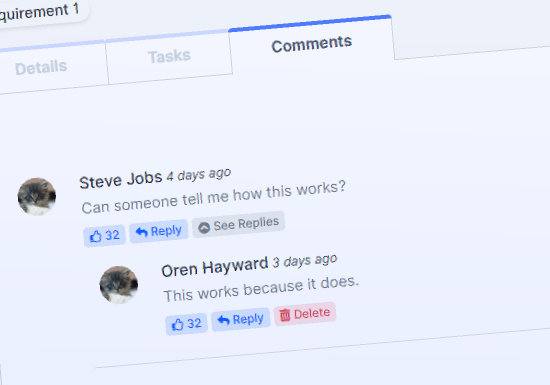 quirement 1
Details
Tasks
Comments
Steve Jobs 4 days ago
Can someone tell me how this works?
32 Reply See Replies
Oren Hayward 3 days ago
This works because it does.
32 Reply Delete